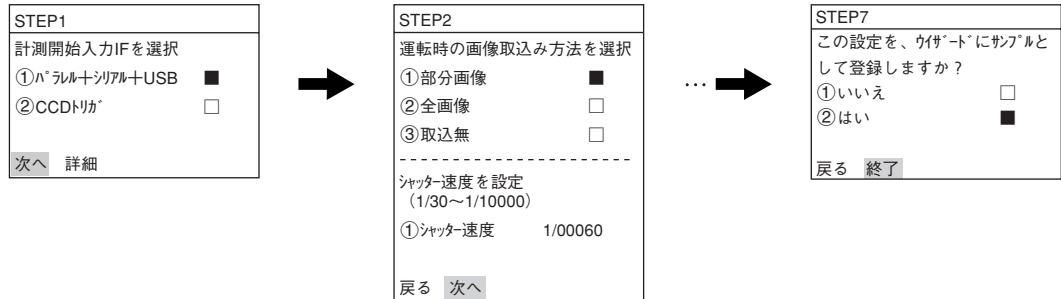 STEP1
計測開始入力IFを選択
①ﾊﾟﾗﾚﾙ＋ｼﾘｱﾙ＋USB ■
②CCDﾄﾘｶﾞ □
次へ 詳細
STEP2
運転時の画像取込み方法を選択
①部分画像 ■
②全画像 □
③取込無 □
ｼｬｯﾀｰ速度を設定
（1/30～1/10000）
①ｼｬｯﾀｰ速度 1/00060
戻る 次へ
…
STEP7
この設定を、ｳｲｻﾞｰﾄﾞにｻﾝﾌﾟﾙと
して登録しますか？
①いいえ □
②はい ■
戻る 終了